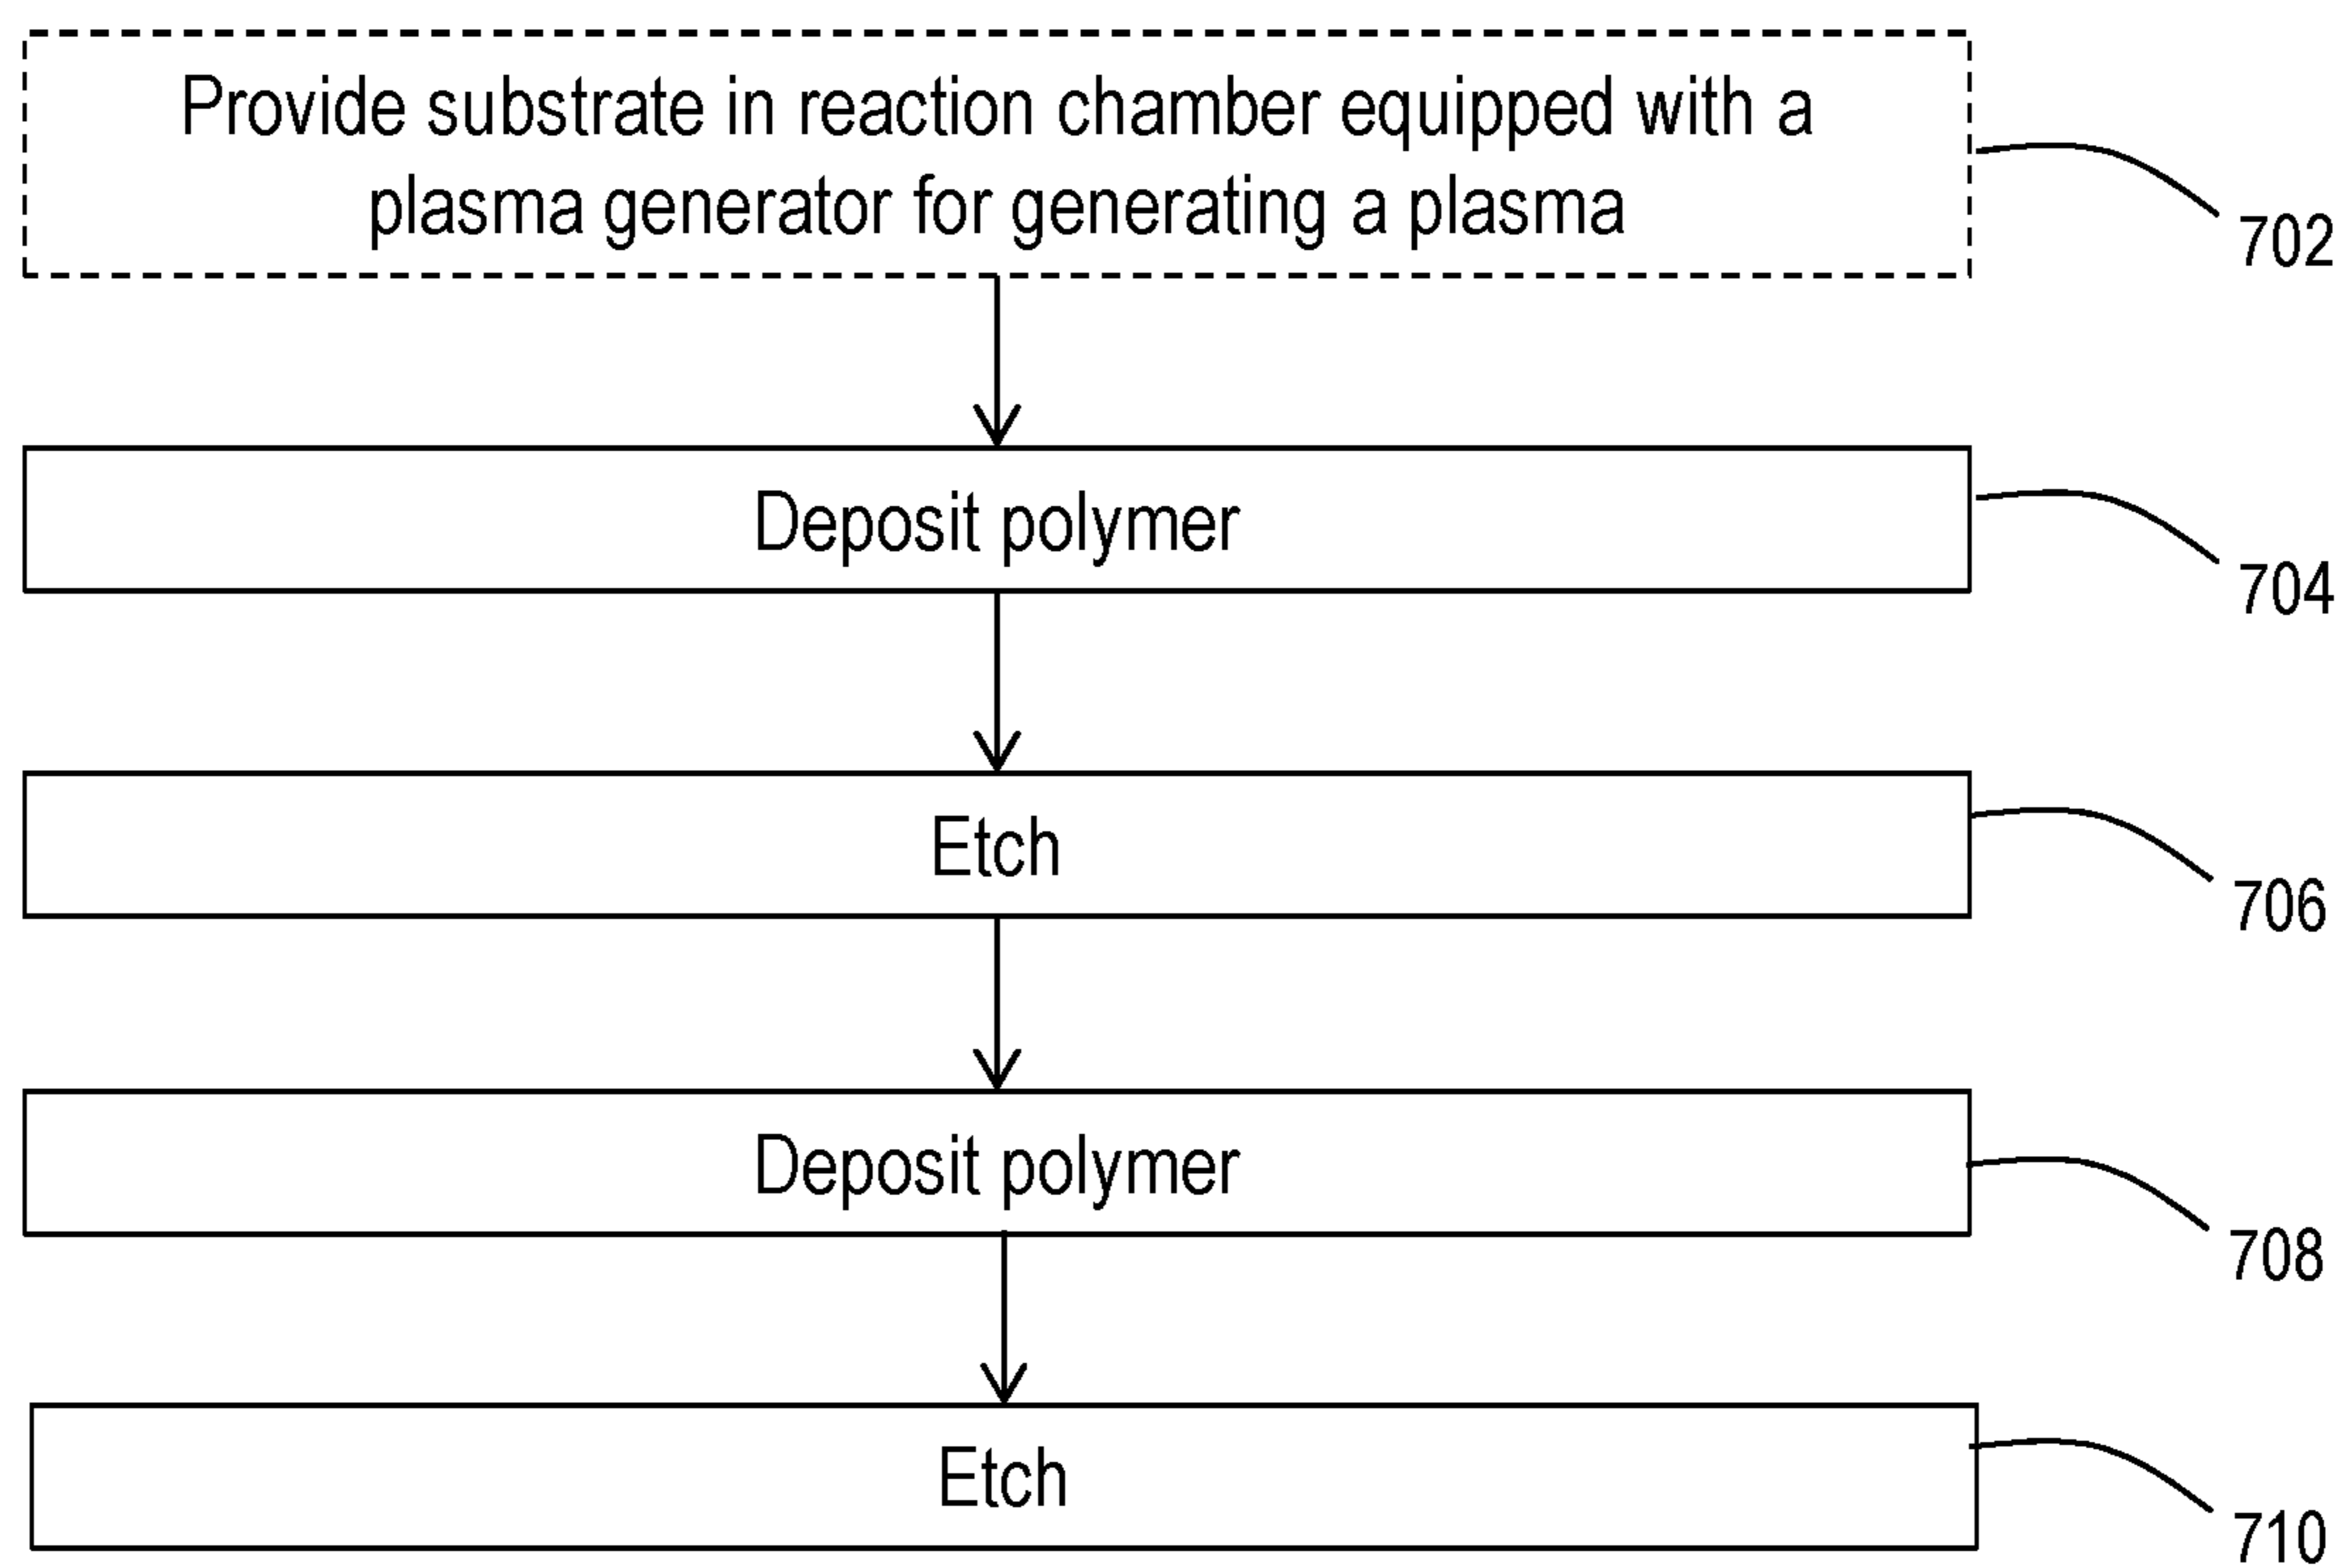 Provide substrate in reaction chamber equipped with a
plasma generator for generating a plasma
702
Deposit polymer
704
Etch
706
Deposit polymer
708
Etch
710